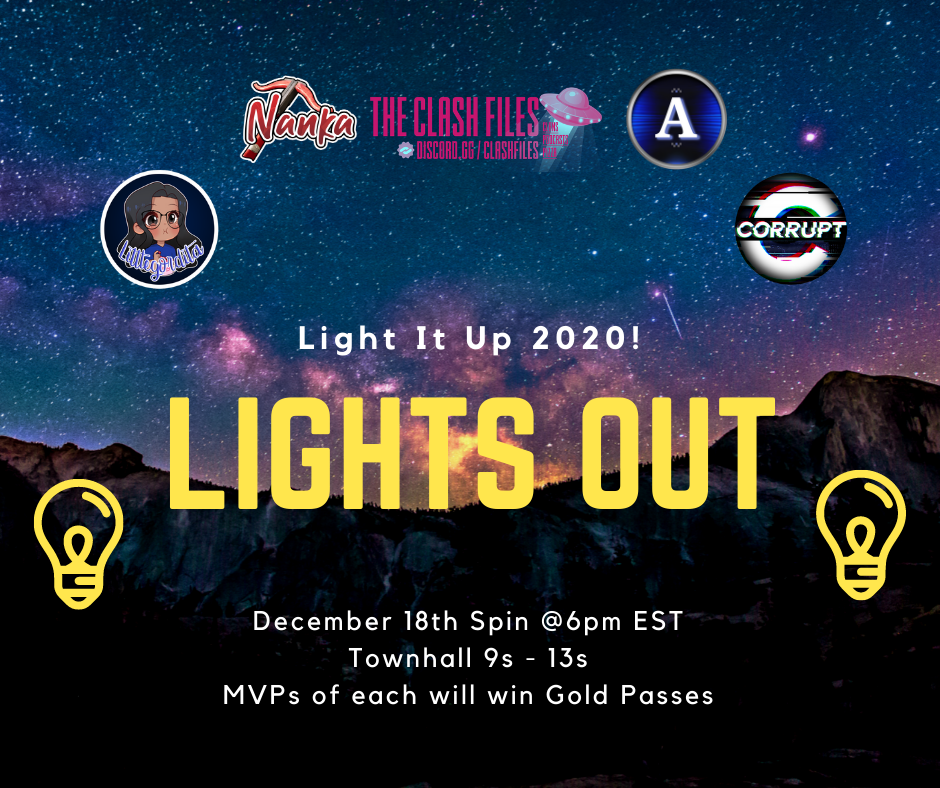 Nanka
THE CLASH FILES
DISCORD.GG / CLASHFILES
A
Littlegordita
CORRUPT
Light It Up 2020!
LIGHTS OUT
December 18th Spin @6pm EST
Townhall 9s - 13s
MVPs of each will win Gold Passes